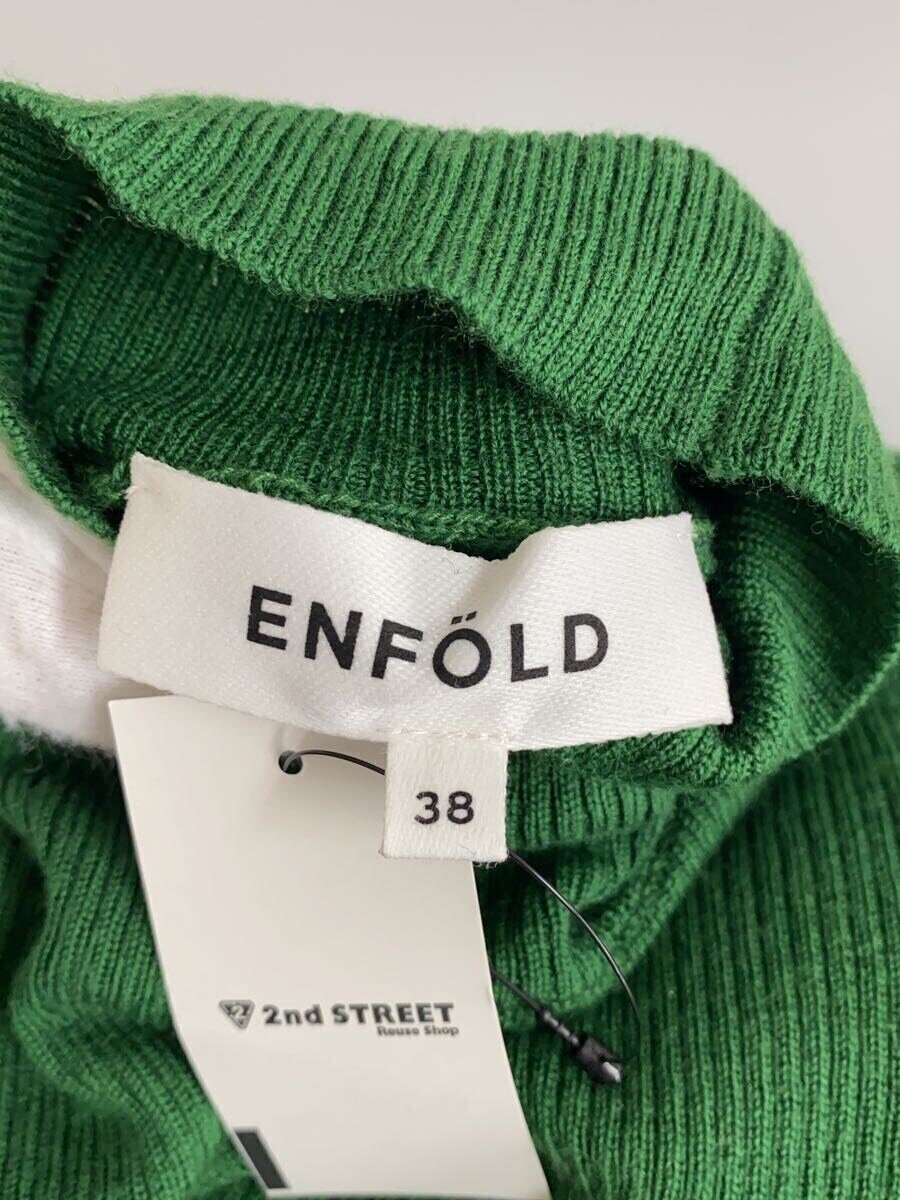 ENFÖLD
38
2nd STREET
Reuse Shop